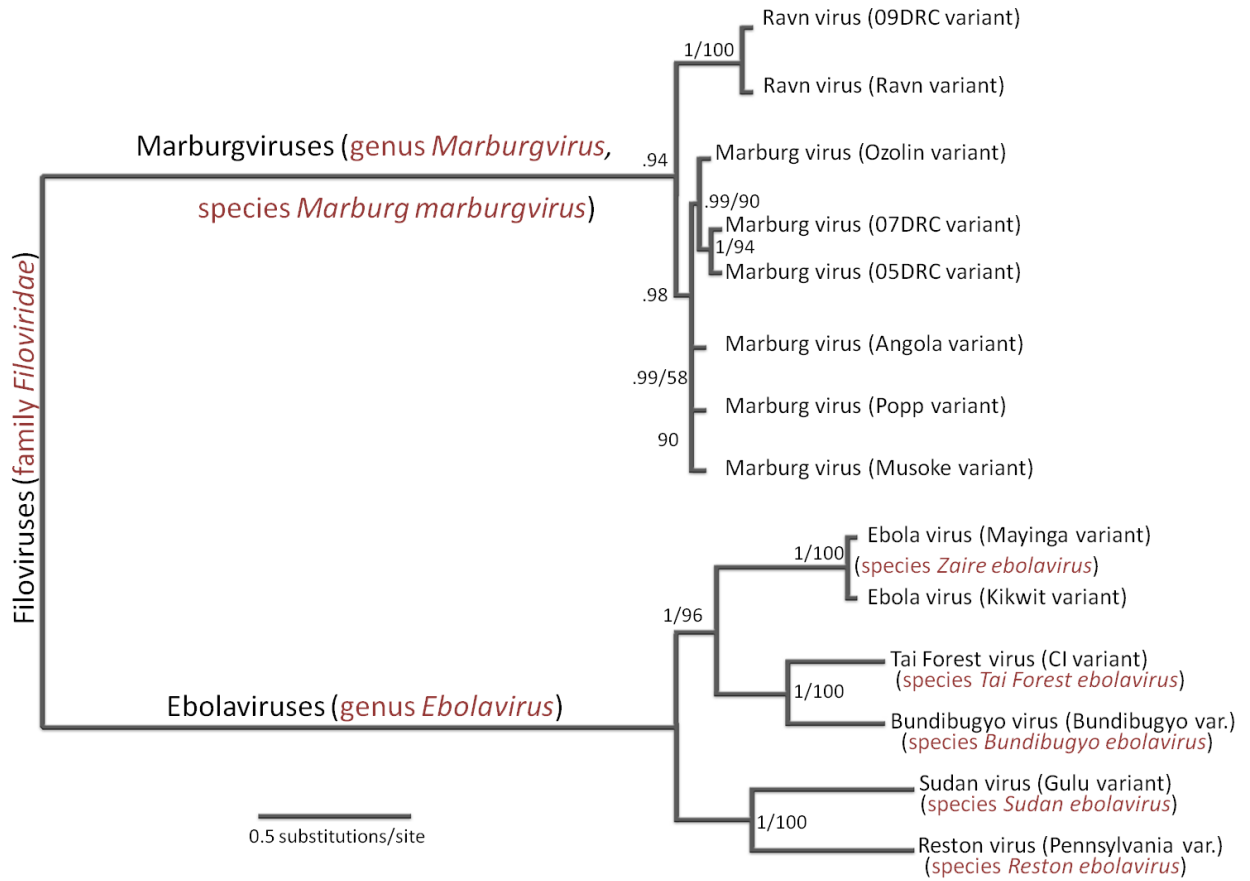 Ravn virus (09DRC variant)
1/100
Ravn virus (Ravn variant)
Marburgviruses (genus Marburgvirus,
species Marburg marburgvirus)
.94
Marburg virus (Ozolin variant)
.99/90
Marburg virus (07DRC variant)
1/94
Marburg virus (05DRC variant)
.98
Marburg virus (Angola variant)
.99/58
Marburg virus (Popp variant)
90
Marburg virus (Musoke variant)
Filoviruses (family Filoviridae)
Ebola virus (Mayinga variant)
1/100
(species Zaire ebolavirus)
Ebola virus (Kikwit variant)
1/96
Tai Forest virus (CI variant)
(species Tai Forest ebolavirus)
1/100
Ebolaviruses (genus Ebolavirus)
Bundibugyo virus (Bundibugyo var.)
(species Bundibugyo ebolavirus)
Sudan virus (Gulu variant)
(species Sudan ebolavirus)
1/100
Reston virus (Pennsylvania var.)
(species Reston ebolavirus)
0.5 substitutions/site